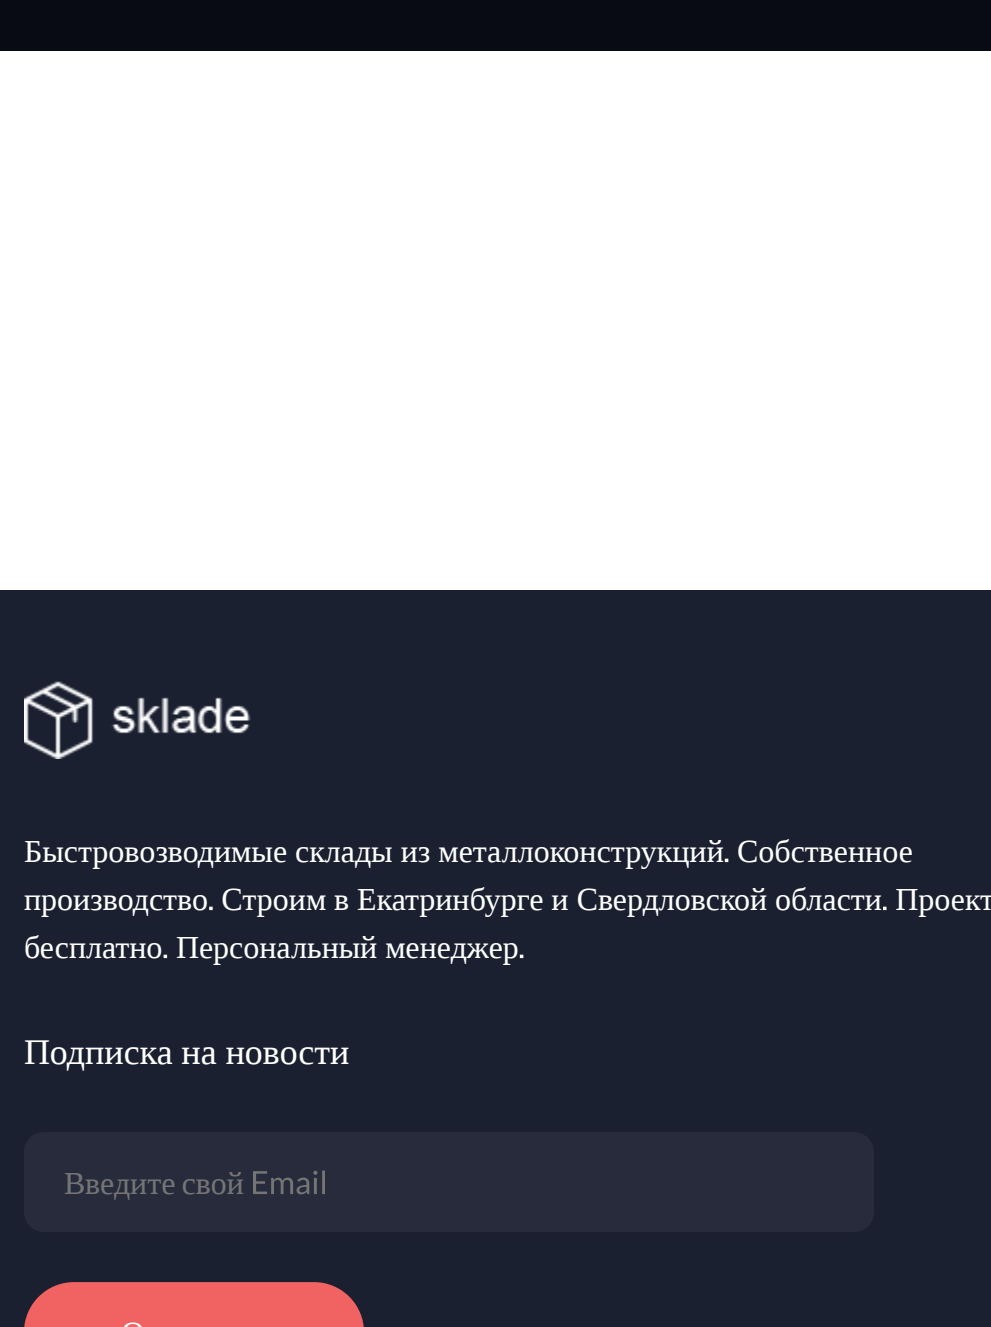 sklade
Быстровозводимые склады из металлоконструкций. Собственное
производство. Строим в Екатринбурге и Свердловской области. Проект
бесплатно. Персональный менеджер.
Подписка на новости
Введите свой Email